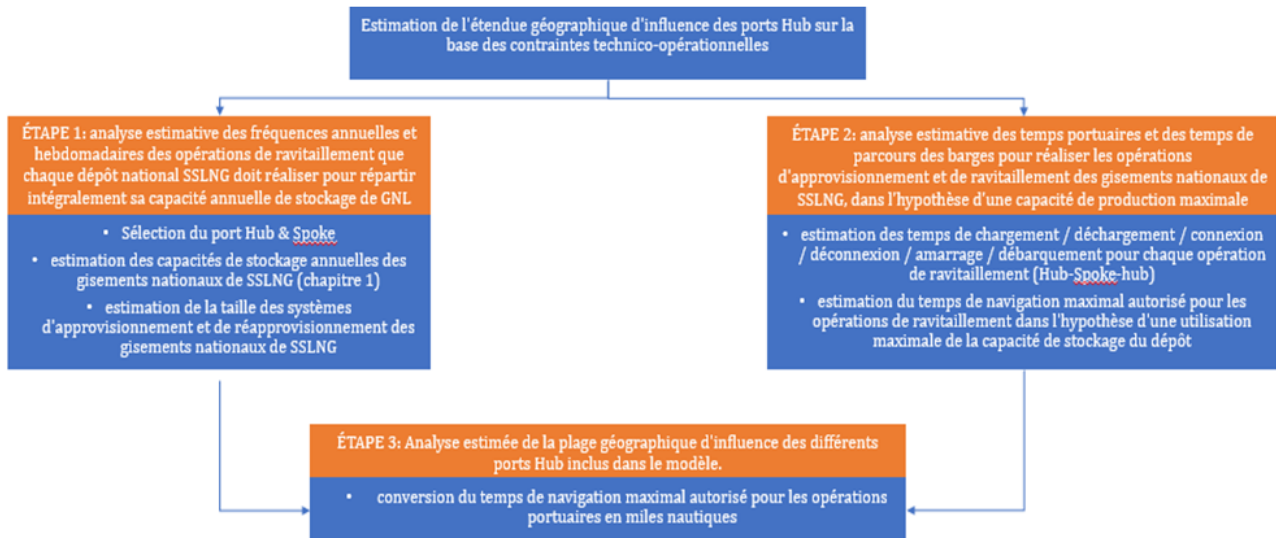 Estimation de l'étendue géographique d'influence des ports Hub sur la
base des contraintes technico-opérationnelles
ÉTAPE 1: analyse estimative des fréquences annuelles et
hebdomadaires des opérations de ravitaillement que
chaque dépôt national SSLNG doit réaliser pour répartir
intégralement sa capacité annuelle de stockage de GNL
• Sélection du port Hub & Spoke
• estimation des capacités de stockage annuelles des
gisements nationaux de SSLNG (chapitre 1)
• estimation de la taille des systèmes
d'approvisionnement et de réapprovisionnement des
gisements nationaux de SSLNG
ÉTAPE 2: analyse estimative des temps portuaires et des temps de
parcours des barges pour réaliser les opérations
d'approvisionnement et de ravitaillement des gisements nationaux de
SSLNG, dans l'hypothèse d'une capacité de production maximale
• estimation des temps de chargement / déchargement / connexion
/ déconnexion / amarrage / débarquement pour chaque opération
de ravitaillement (Hub-Spoke-hub)
• estimation du temps de navigation maximal autorisé pour les
opérations de ravitaillement dans l'hypothèse d'une utilisation
maximale de la capacité de stockage du dépôt
ÉTAPE 3: Analyse estimée de la plage géographique d'influence des différents
ports Hub inclus dans le modèle.
• conversion du temps de navigation maximal autorisé pour les opérations
portuaires en miles nautiques